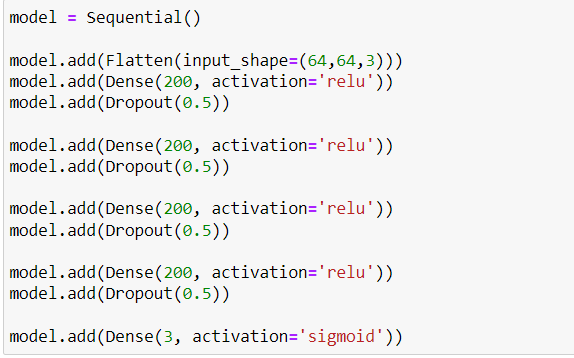 model = Sequential()
model.add(Flatten(input_shape=(64,64,3)))
model.add(Dense(200, activation='relu'))
model.add(Dropout(0.5))
model.add(Dense(200, activation='relu'))
model.add(Dropout(0.5))
model.add(Dense(200, activation='relu'))
model.add(Dropout(0.5))
model.add(Dense(200, activation='relu'))
model.add(Dropout(0.5))
model.add(Dense(3, activation='sigmoid'))